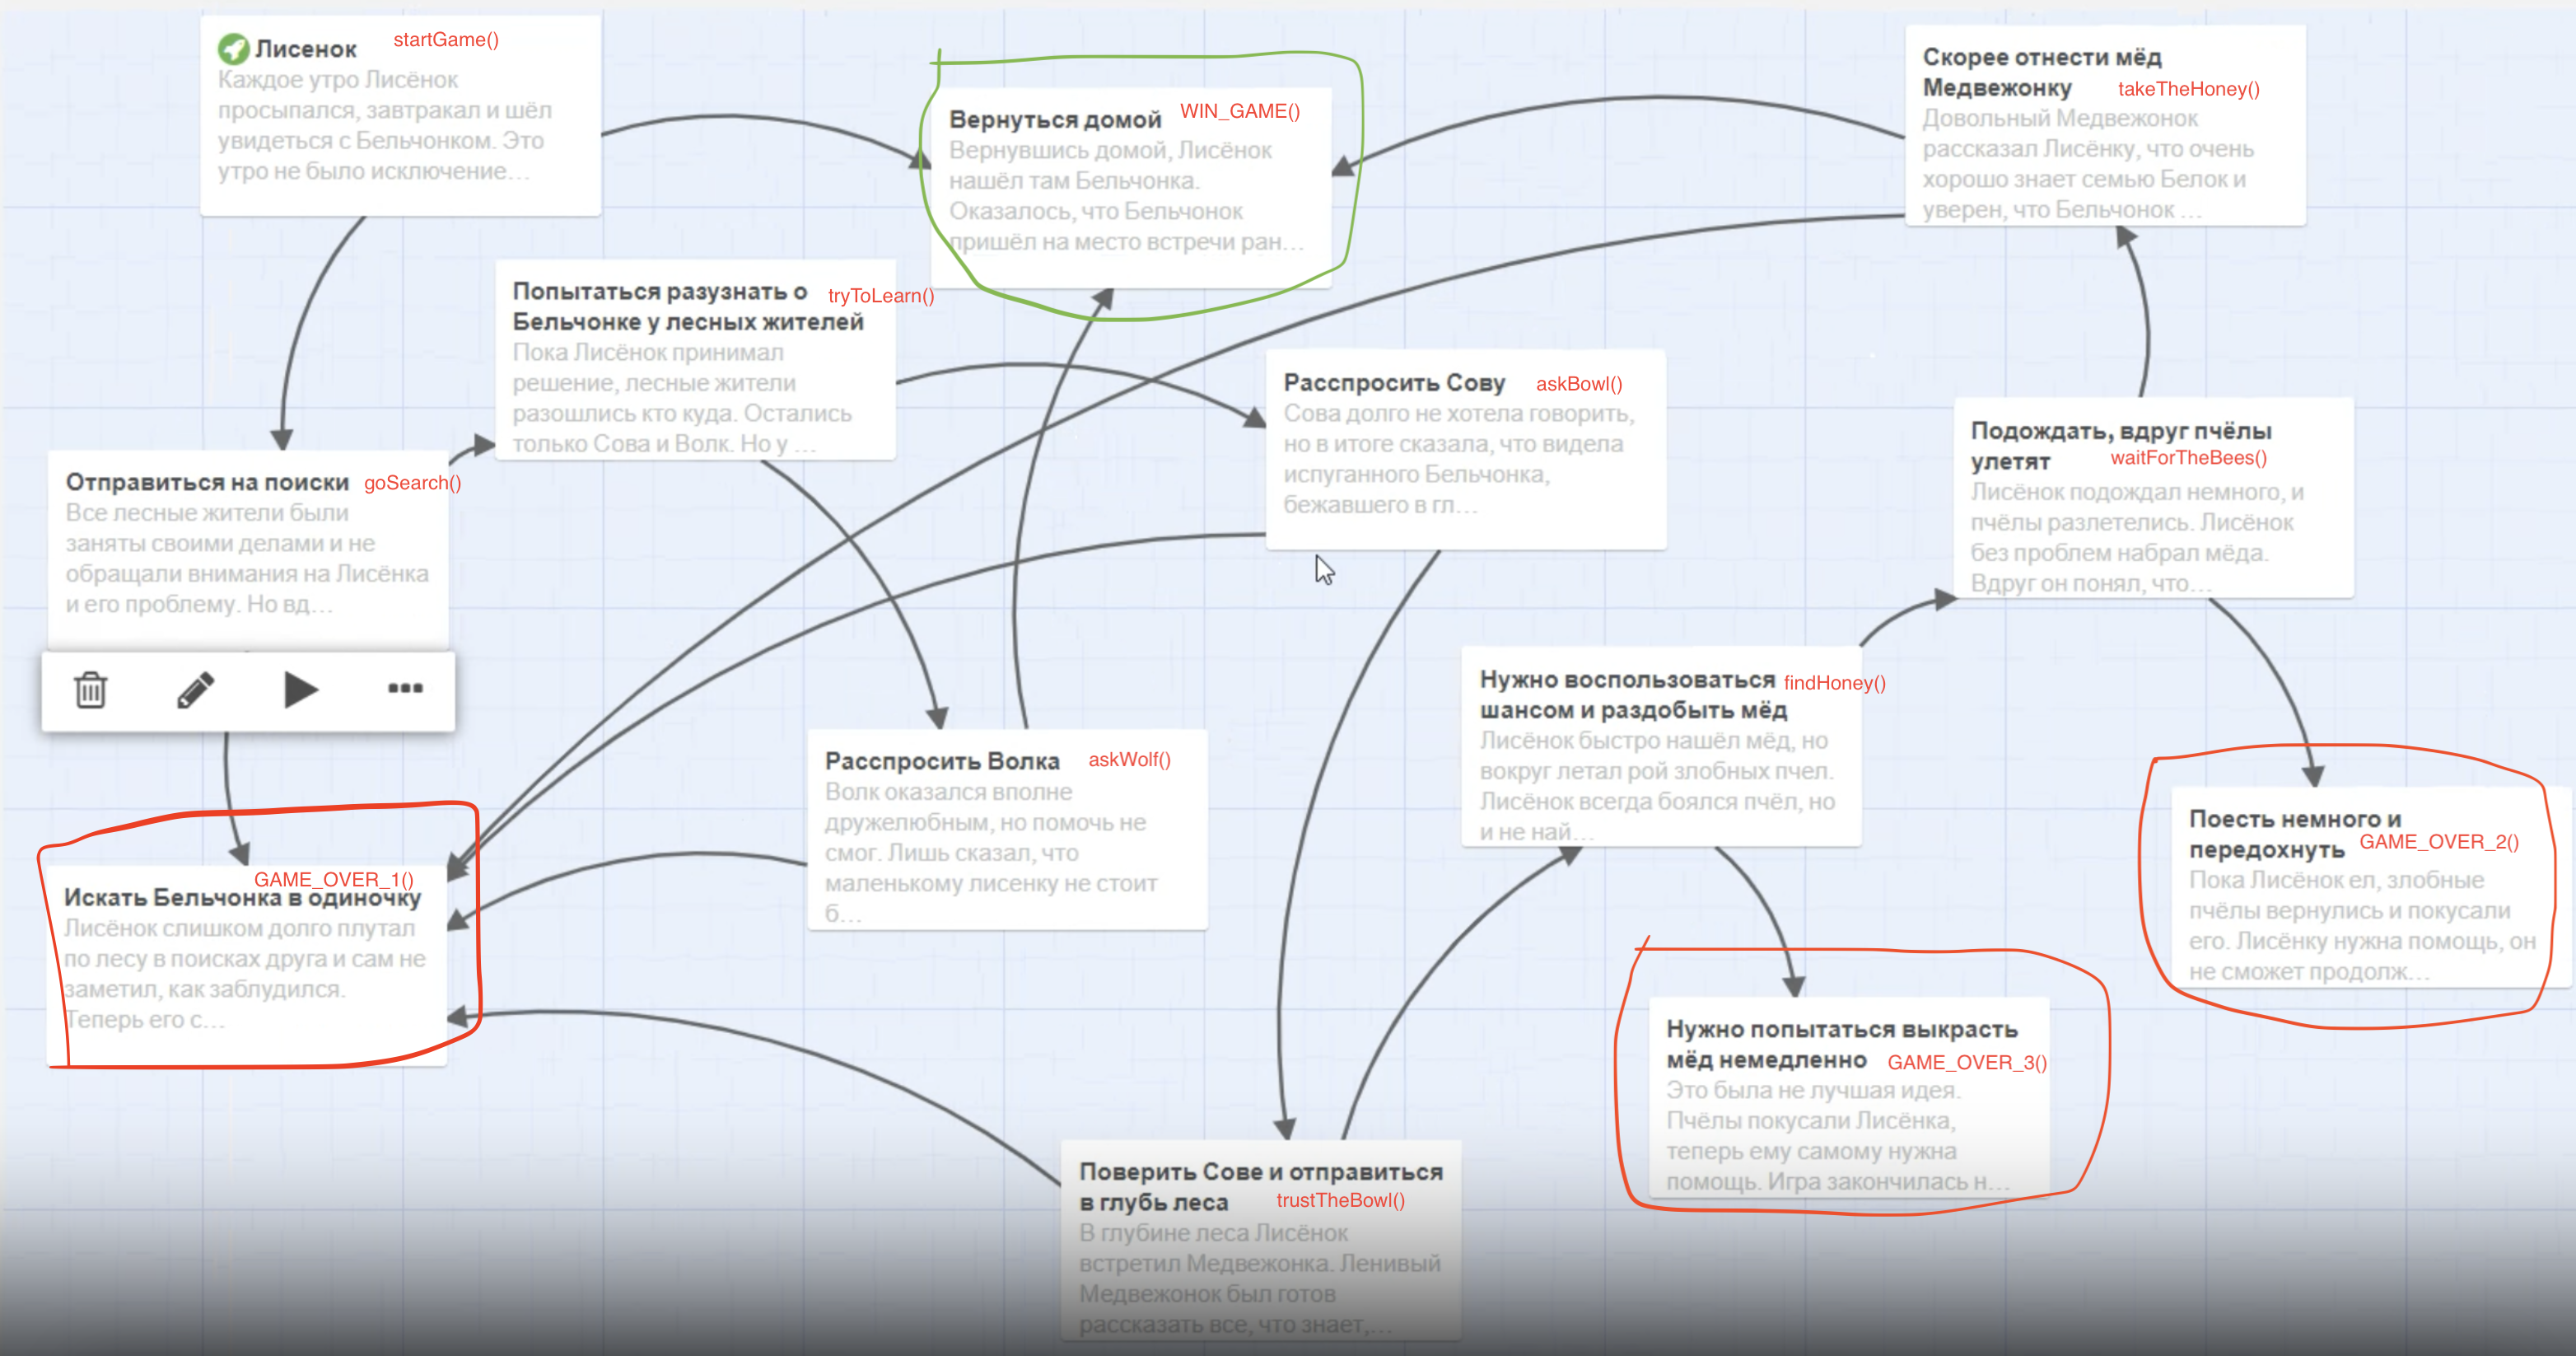 Лисенок startGame()
Каждое утро Лисёнок
просыпался, завтракал и шёл
увидеться с Бельчонком. Это
утро не было исключение…
Вернуться домой WIN_GAME()
Вернувшись домой, Лисёнок
нашёл там Бельчонка.
Оказалось, что Бельчонок
пришёл на место встречи ран…
Скорее отнести мёд
Медвежонку takeTheHoney()
Довольный Медвежонок
рассказал Лисёнку, что очень
хорошо знает семью Белок и
уверен, что Бельчонок …
Попытаться разузнать о tryToLearn()
Бельчонке у лесных жителей
Пока Лисёнок принимал
решение, лесные жители
разошлись кто куда. Остались
только Сова и Волк. Но у …
Расспросить Сову askBowl()
Сова долго не хотела говорить,
но в итоге сказала, что видела
испуганного Бельчонка,
бежавшего в гл…
Подождать, вдруг пчёлы
улетят waitForTheBees()
Лисёнок подождал немного, и
пчёлы разлетелись. Лисёнок
без проблем набрал мёда.
Вдруг он понял, что…
Отправиться на поиски goSearch()
Все лесные жители были
заняты своими делами и не
обращали внимания на Лисёнка
и его проблему. Но вд…
Нужно воспользоваться findHoney()
шансом и раздобыть мёд
Лисёнок быстро нашёл мёд, но
вокруг летал рой злобных пчел.
Лисёнок всегда боялся пчёл, но
и не най…
Расспросить Волка askWolf()
Волк оказался вполне
дружелюбным, но помочь не
смог. Лишь сказал, что
маленькому лисенку не стоит
б…
Поесть немного и
передохнуть GAME_OVER_2()
Пока Лисёнок ел, злобные
пчёлы вернулись и покусали
его. Лисёнку нужна помощь, он
не сможет продолж…
GAME_OVER_1()
Искать Бельчонка в одиночку
Лисёнок слишком долго плутал
по лесу в поисках друга и сам не
заметил, как заблудился.
Теперь его с…
Нужно попытаться выкрасть
мёд немедленно GAME_OVER_3()
Это была не лучшая идея.
Пчёлы покусали Лисёнка,
теперь ему самому нужна
помощь. Игра закончилась н…
Поверить Сове и отправиться
в глубь леса trustTheBowl()
В глубине леса Лисёнок
встретил Медвежонка. Ленивый
Медвежонок был готов
рассказать все, что знает,…